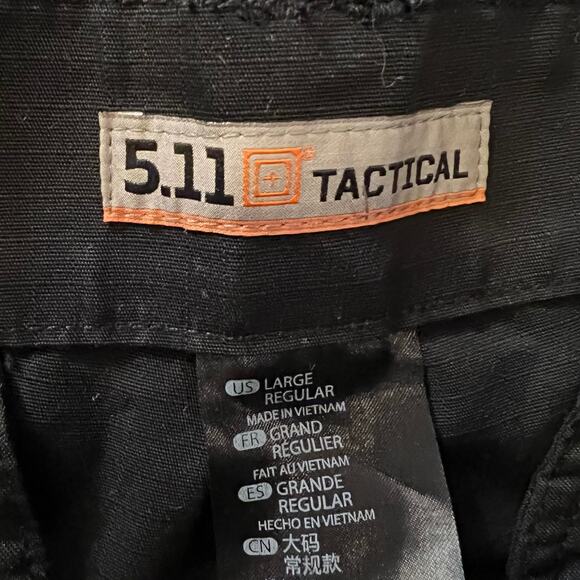 5.11 ® TACTICAL
US LARGE
REGULAR
MADE IN VIETNAM
FR GRAND
RÉGULIER
FAIT AU VIETNAM
ES GRANDE
REGULAR
HECHO EN VIETNAM
CN 大码
常规款